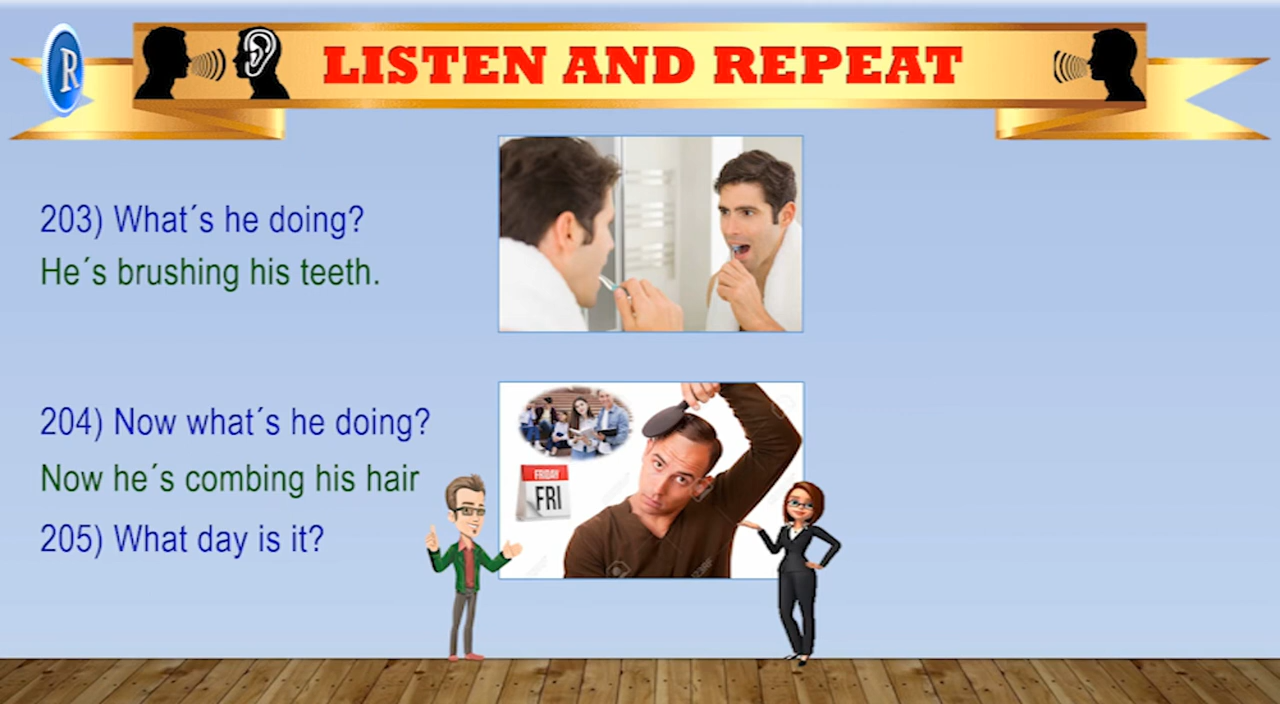 R
LISTEN AND REPEAT
203) What´s he doing?
He´s brushing his teeth.
204) Now what´s he doing?
Now he´s combing his hair
205) What day is it?
FRIDAY
FRI